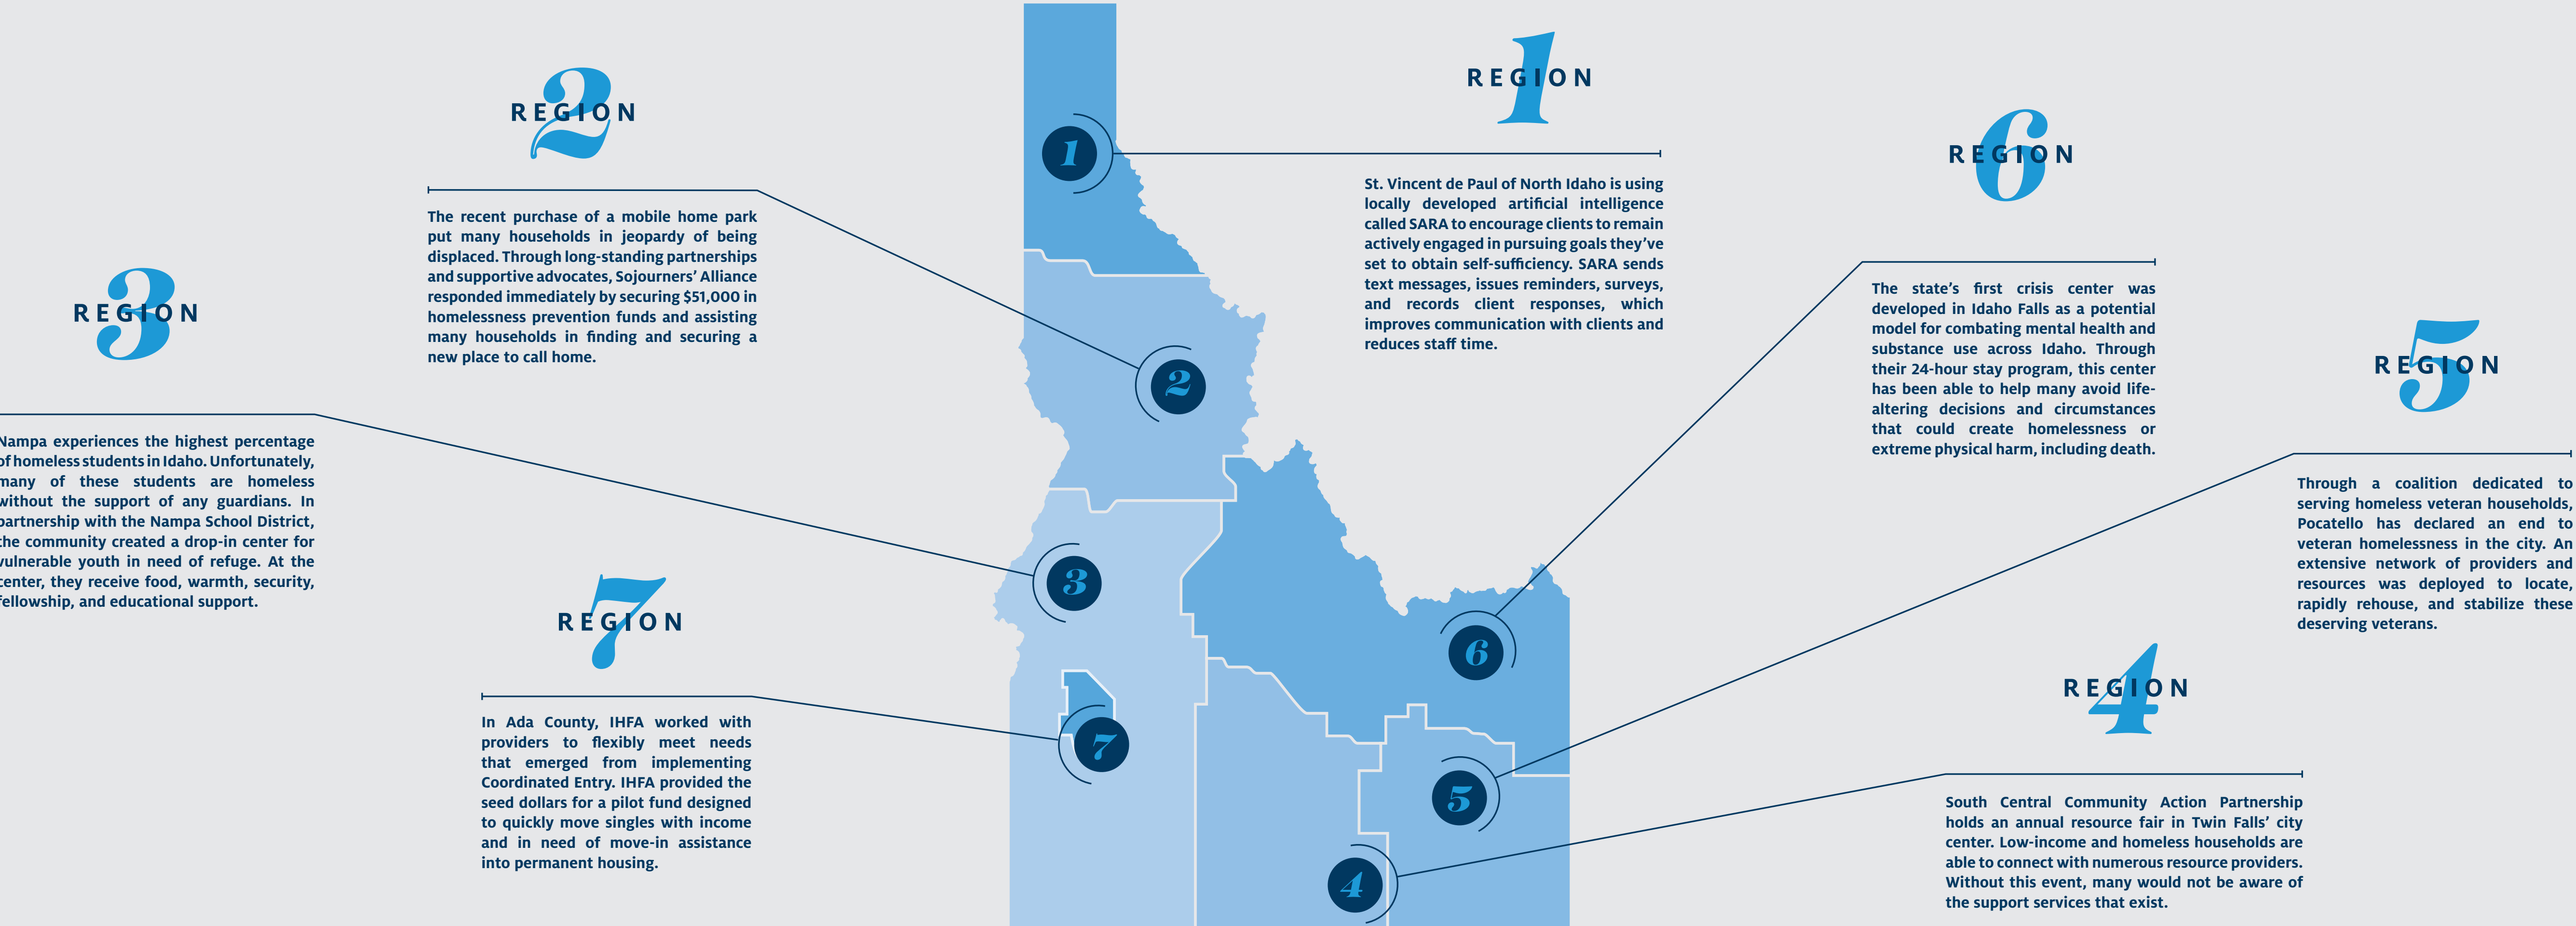 REGION 1
St. Vincent de Paul of North Idaho is using
locally developed artificial intelligence
called SARA to encourage clients to remain
actively engaged in pursuing goals they've
set to obtain self-sufficiency. SARA sends
text messages, issues reminders, surveys,
and records client responses, which
improves communication with clients and
reduces staff time.
REGION 2
The recent purchase of a mobile home park
put many households in jeopardy of being
displaced. Through long-standing partnerships
and supportive advocates, Sojourners' Alliance
responded immediately by securing $51,000 in
homelessness prevention funds and assisting
many households in finding and securing a
new place to call home.
REGION 3
Nampa experiences the highest percentage
of homeless students in Idaho. Unfortunately,
many of these students are homeless
without the support of any guardians. In
partnership with the Nampa School District,
the community created a drop-in center for
vulnerable youth in need of refuge. At the
center, they receive food, warmth, security,
fellowship, and educational support.
REGION 7
In Ada County, IHFA worked with
providers to flexibly meet needs
that emerged from implementing
Coordinated Entry. IHFA provided the
seed dollars for a pilot fund designed
to quickly move singles with income
and in need of move-in assistance
into permanent housing.
REGION 6
The state's first crisis center was
developed in Idaho Falls as a potential
model for combating mental health and
substance use across Idaho. Through
their 24-hour stay program, this center
has been able to help many avoid life-
altering decisions and circumstances
that could create homelessness or
extreme physical harm, including death.
REGION 5
Through a coalition dedicated to
serving homeless veteran households,
Pocatello has declared an end to
veteran homelessness in the city. An
extensive network of providers and
resources was deployed to locate,
rapidly rehouse, and stabilize these
deserving veterans.
REGION 4
South Central Community Action Partnership
holds an annual resource fair in Twin Falls' city
center. Low-income and homeless households are
able to connect with numerous resource providers.
Without this event, many would not be aware of
the support services that exist.
1
2
3
6
7
5
4